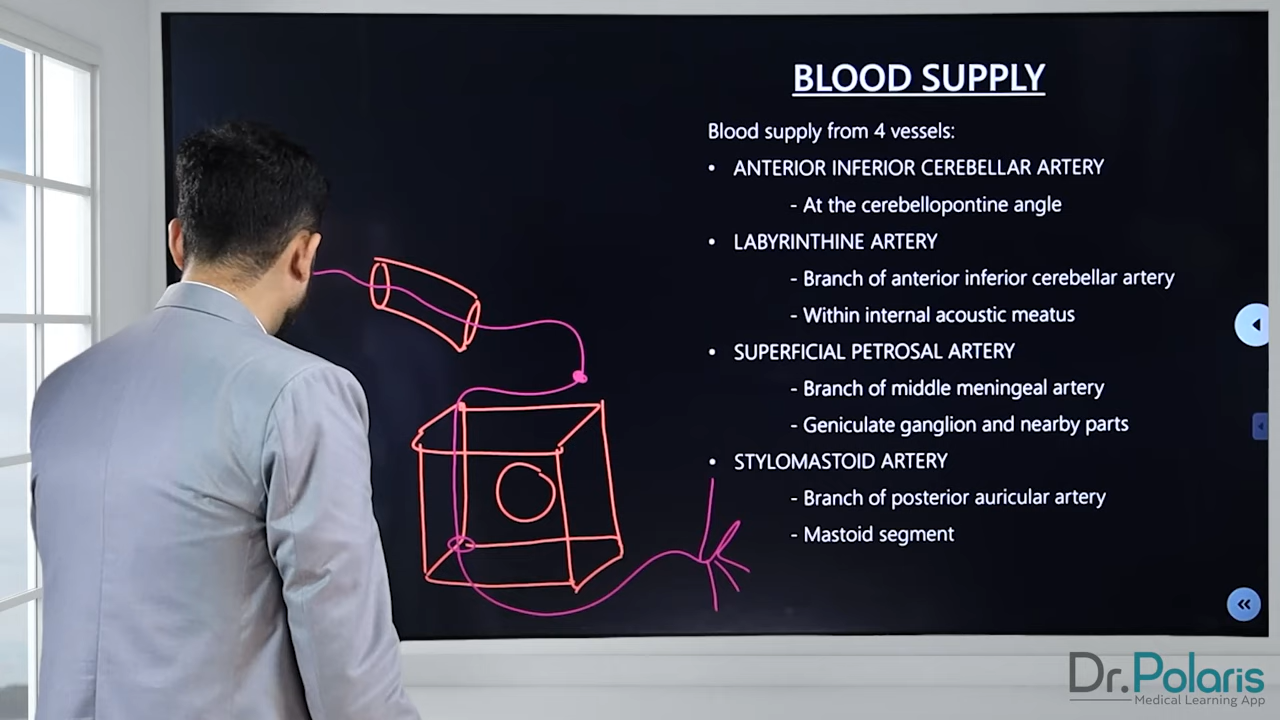 BLOOD SUPPLY
Blood supply from 4 vessels:
• ANTERIOR INFERIOR CEREBELLAR ARTERY
- At the cerebellopontine angle
• LABYRINTHINE ARTERY
- Branch of anterior inferior cerebellar artery
- Within internal acoustic meatus
• SUPERFICIAL PETROSAL ARTERY
- Branch of middle meningeal artery
- Geniculate ganglion and nearby parts
• STYLOMASTOID ARTERY
- Branch of posterior auricular artery
- Mastoid segment
Dr.Polaris
Medical Learning App